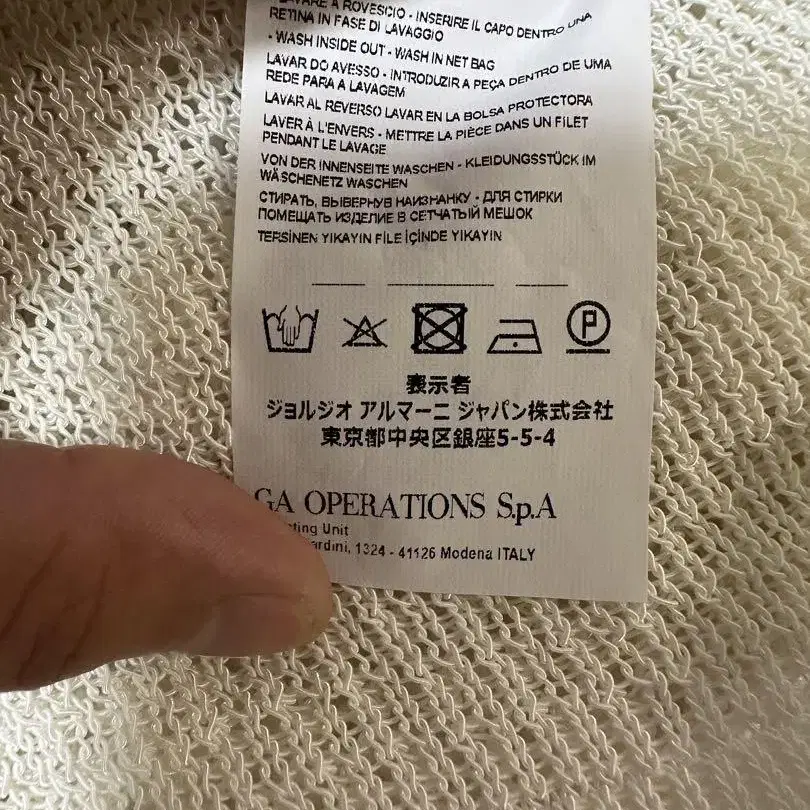 LAVARE A ROVESCIO - INSERIRE IL CAPO DENTRO UNA
RETINA IN FASE DI LAVAGGIO
- WASH INSIDE OUT - WASH IN NET BAG
LAVAR DO AVESSO - INTRODUZIR A PEÇA DENTRO DE UMA
REDE PARA A LAVAGEM
LAVAR AL REVERSO LAVAR EN LA BOLSA PROTECTORA
LAVER À L'ENVERS - METTRE LA PIÈCE DANS UN FILET
PENDANT LE LAVAGE
VON DER INNENSEITE WASCHEN - KLEIDUNGSSTÜCK IM
WÄSCHENETZ WASCHEN
СТИРАТЬ, ВЫВЕРНУВ НАИЗНАНКУ - ДЛЯ СТИРКИ
ПОМЕЩАТЬ ИЗДЕЛИЕ В СЕТЧАТЫЙ МЕШОК
TERSİNEN YIKAYIN FILE İÇİNDE YIKAYIN
P
表示者
ジョルジオ アルマーニ ジャパン株式会社
東京都中央区銀座5-5-4
GA OPERATIONS S.p.A
Unit
1324 - 41126 Modena ITALY